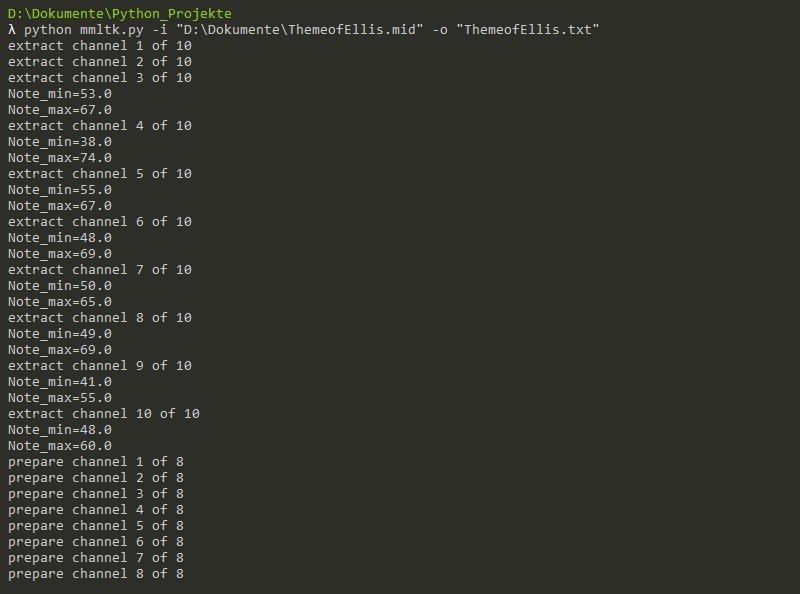 D:\Dokumente\Python_Projekte
λ python mmltk.py -i "D:\Dokumente\ThemeofEllis.mid" -o "ThemeofEllis.txt"
extract channel 1 of 10
extract channel 2 of 10
extract channel 3 of 10
Note_min=53.0
Note_max=67.0
extract channel 4 of 10
Note_min=38.0
Note_max=74.0
extract channel 5 of 10
Note_min=55.0
Note_max=67.0
extract channel 6 of 10
Note_min=48.0
Note_max=69.0
extract channel 7 of 10
Note_min=50.0
Note_max=65.0
extract channel 8 of 10
Note_min=49.0
Note_max=69.0
extract channel 9 of 10
Note_min=41.0
Note_max=55.0
extract channel 10 of 10
Note_min=48.0
Note_max=60.0
prepare channel 1 of 8
prepare channel 2 of 8
prepare channel 3 of 8
prepare channel 4 of 8
prepare channel 5 of 8
prepare channel 6 of 8
prepare channel 7 of 8
prepare channel 8 of 8